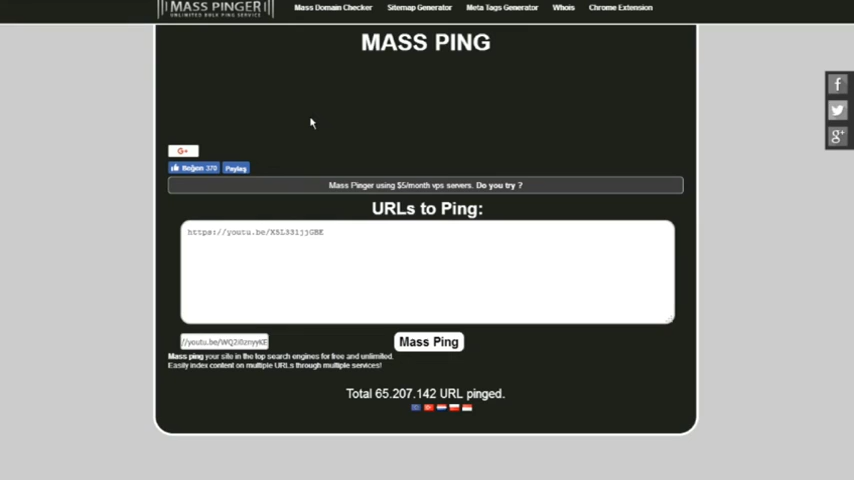 MASS PINGER
UNLIMITED BULK PING SERVICE
Mass Domain Checker Sitemap Generator Meta Tags Generator Whois Chrome Extension
MASS PING
f
G+
Beğen 370 Paylaş
g+
Mass Pinger using $5/month vps servers. Do you try ?
URLs to Ping:
https://youtu.be/X5L331jjGBE
//youtu.be/WQ2i0znyyKE
Mass Ping
Mass ping your site in the top search engines for free and unlimited.
Easily index content on multiple URLs through multiple services!
Total 65.207.142 URL pinged.